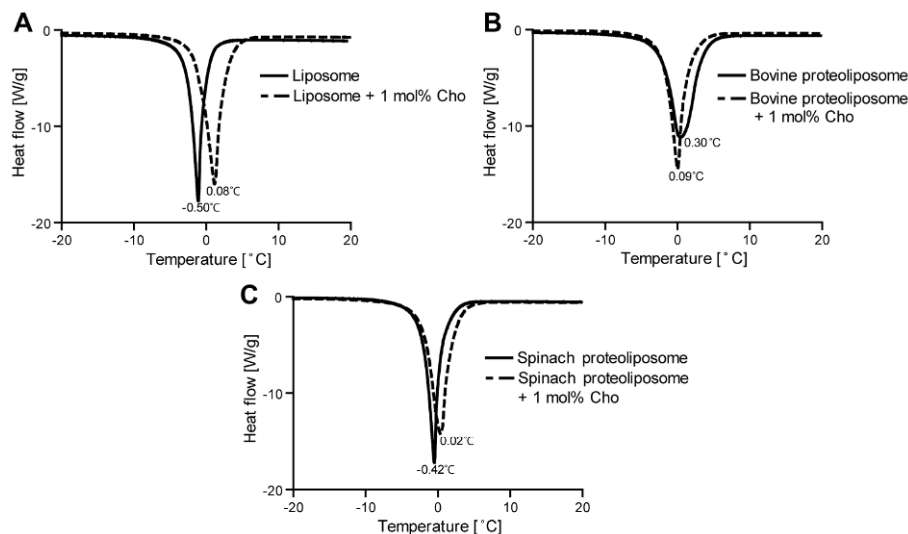 A
0
-10
-20
Heat flow [W/g]
-20
-10
0
10
20
Temperature [°C]
Liposome
Liposome + 1 mol% Cho
0.08℃
-0.50℃
B
0
-10
-20
Heat flow [W/g]
-20
-10
0
10
20
Temperature [°C]
Bovine proteoliposome
Bovine proteoliposome
+ 1 mol% Cho
0.30℃
0.09℃
C
0
-10
-20
Heat flow [W/g]
-20
-10
0
10
20
Temperature [°C]
Spinach proteoliposome
Spinach proteoliposome
+ 1 mol% Cho
0.02℃
-0.42℃